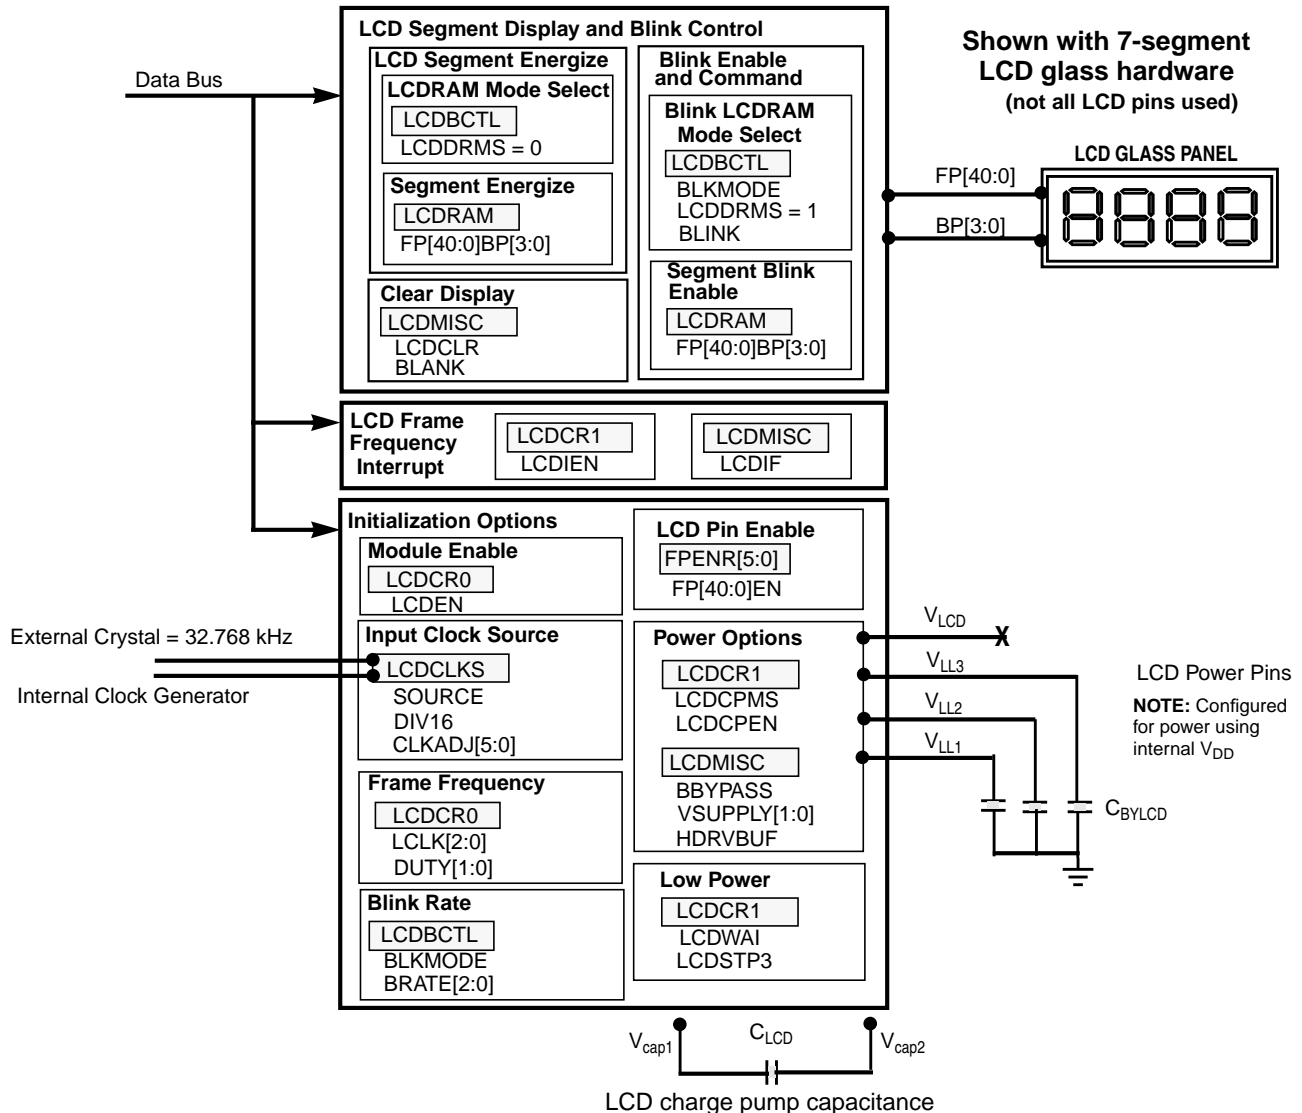 LCD Segment Display and Blink Control
LCD Segment Energize
LCDRAM Mode Select
LCDBCTL
LCDDRMS = 0
Segment Energize
LCDRAM
FP[40:0]BP[3:0]
Clear Display
LCDMISC
LCDCLR
BLANK
Blink Enable
and Command
Blink LCDRAM
Mode Select
LCDBCTL
BLKMODE
LCDDRMS = 1
BLINK
Segment Blink
Enable
LCDRAM
FP[40:0]BP[3:0]
Data Bus
Shown with 7-segment
LCD glass hardware
(not all LCD pins used)
LCD GLASS PANEL
FP[40:0]
BP[3:0]
LCD Frame
Frequency
Interrupt
LCDCR1
LCDIEN
LCDMISC
LCDIF
Initialization Options
Module Enable
LCDCR0
LCDEN
Input Clock Source
LCDCLKS
SOURCE
DIV16
CLKADJ[5:0]
Frame Frequency
LCDCR0
LCLK[2:0]
DUTY[1:0]
Blink Rate
LCDBCTL
BLKMODE
BRATE[2:0]
LCD Pin Enable
FPENR[5:0]
FP[40:0]EN
Power Options
LCDCR1
LCDCPMS
LCDCPEN
LCDMISC
BBYPASS
VSUPPLY[1:0]
HDRVBUF
Low Power
LCDCR1
LCDWAI
LCDSTP3
External Crystal = 32.768 kHz
Internal Clock Generator
VLCD
X
VLL3
VLL2
VLL1
LCD Power Pins
NOTE: Configured
for power using
internal VDD
CBYLCD
Vcap1
CLCD
Vcap2
LCD charge pump capacitance